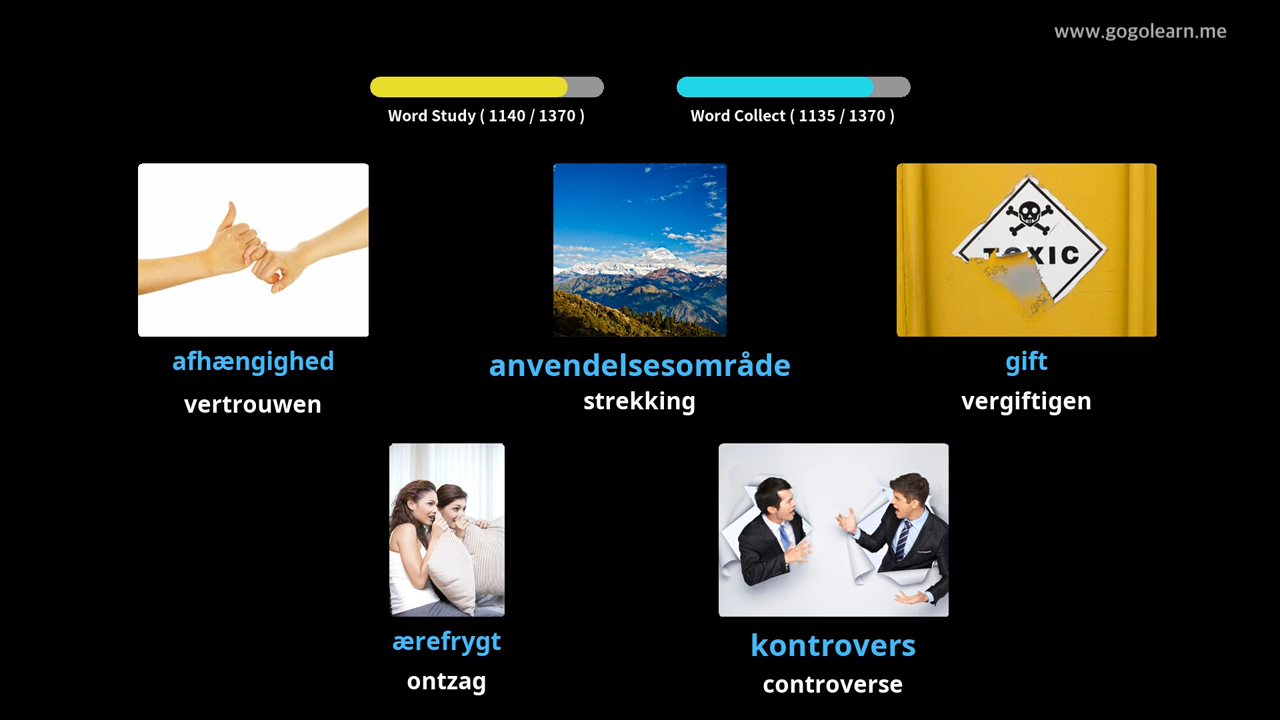 www.gogolearn.me
Word Study ( 1140 / 1370 )
Word Collect ( 1135 / 1370 )
TOXIC
afhængighed
anvendelsesområde
gift
vertrouwen
strekking
vergiftigen
ærefrygt
kontrovers
ontzag
controverse